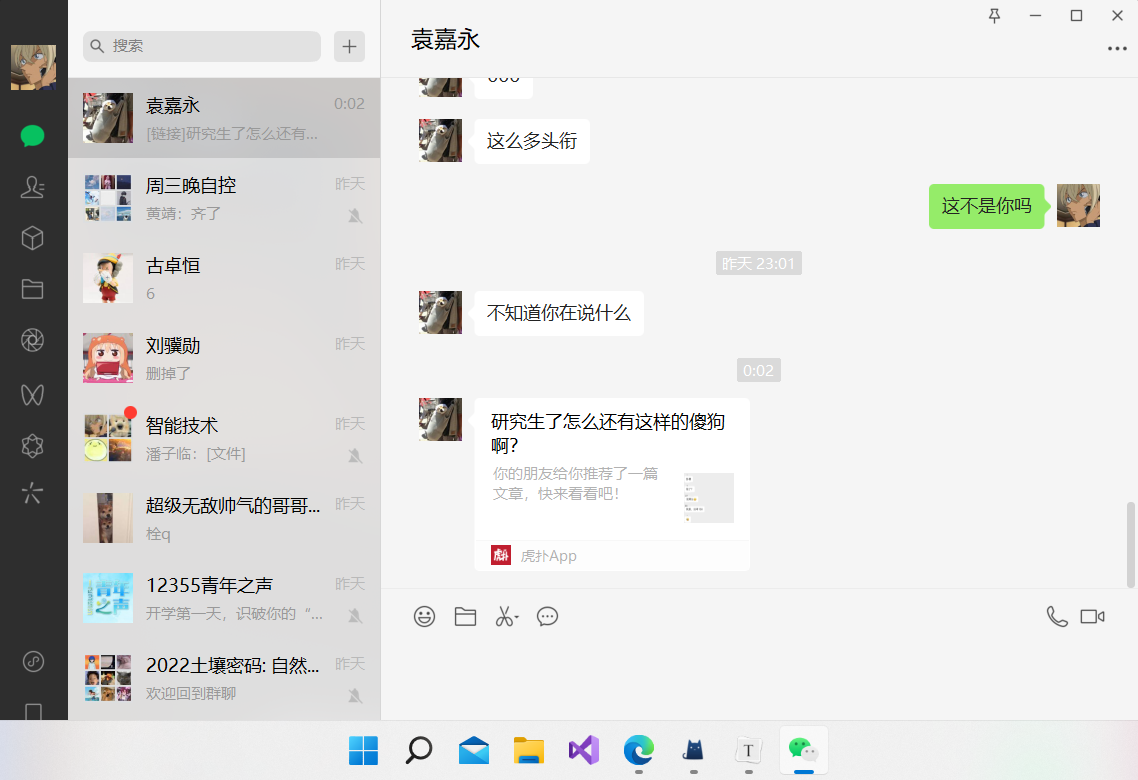 搜索
袁嘉永
0:02
[链接]研究生了怎么还有...
周三晚自控
昨天
黄靖：齐了
古卓恒
昨天
6
刘骥勋
昨天
删掉了
智能技术
昨天
潘子临：[文件]
超级无敌帅气的哥哥...
昨天
栓q
12355青年之声
昨天
开学第一天，识破你的“...
2022土壤密码: 自然...
昨天
欢迎回到群聊
袁嘉永
这么多头衔
这不是你吗
昨天 23:01
不知道你在说什么
0:02
研究生了怎么还有这样的傻狗
啊？
你的朋友给你推荐了一篇
文章，快来看看吧！
虎扑
虎扑App
T